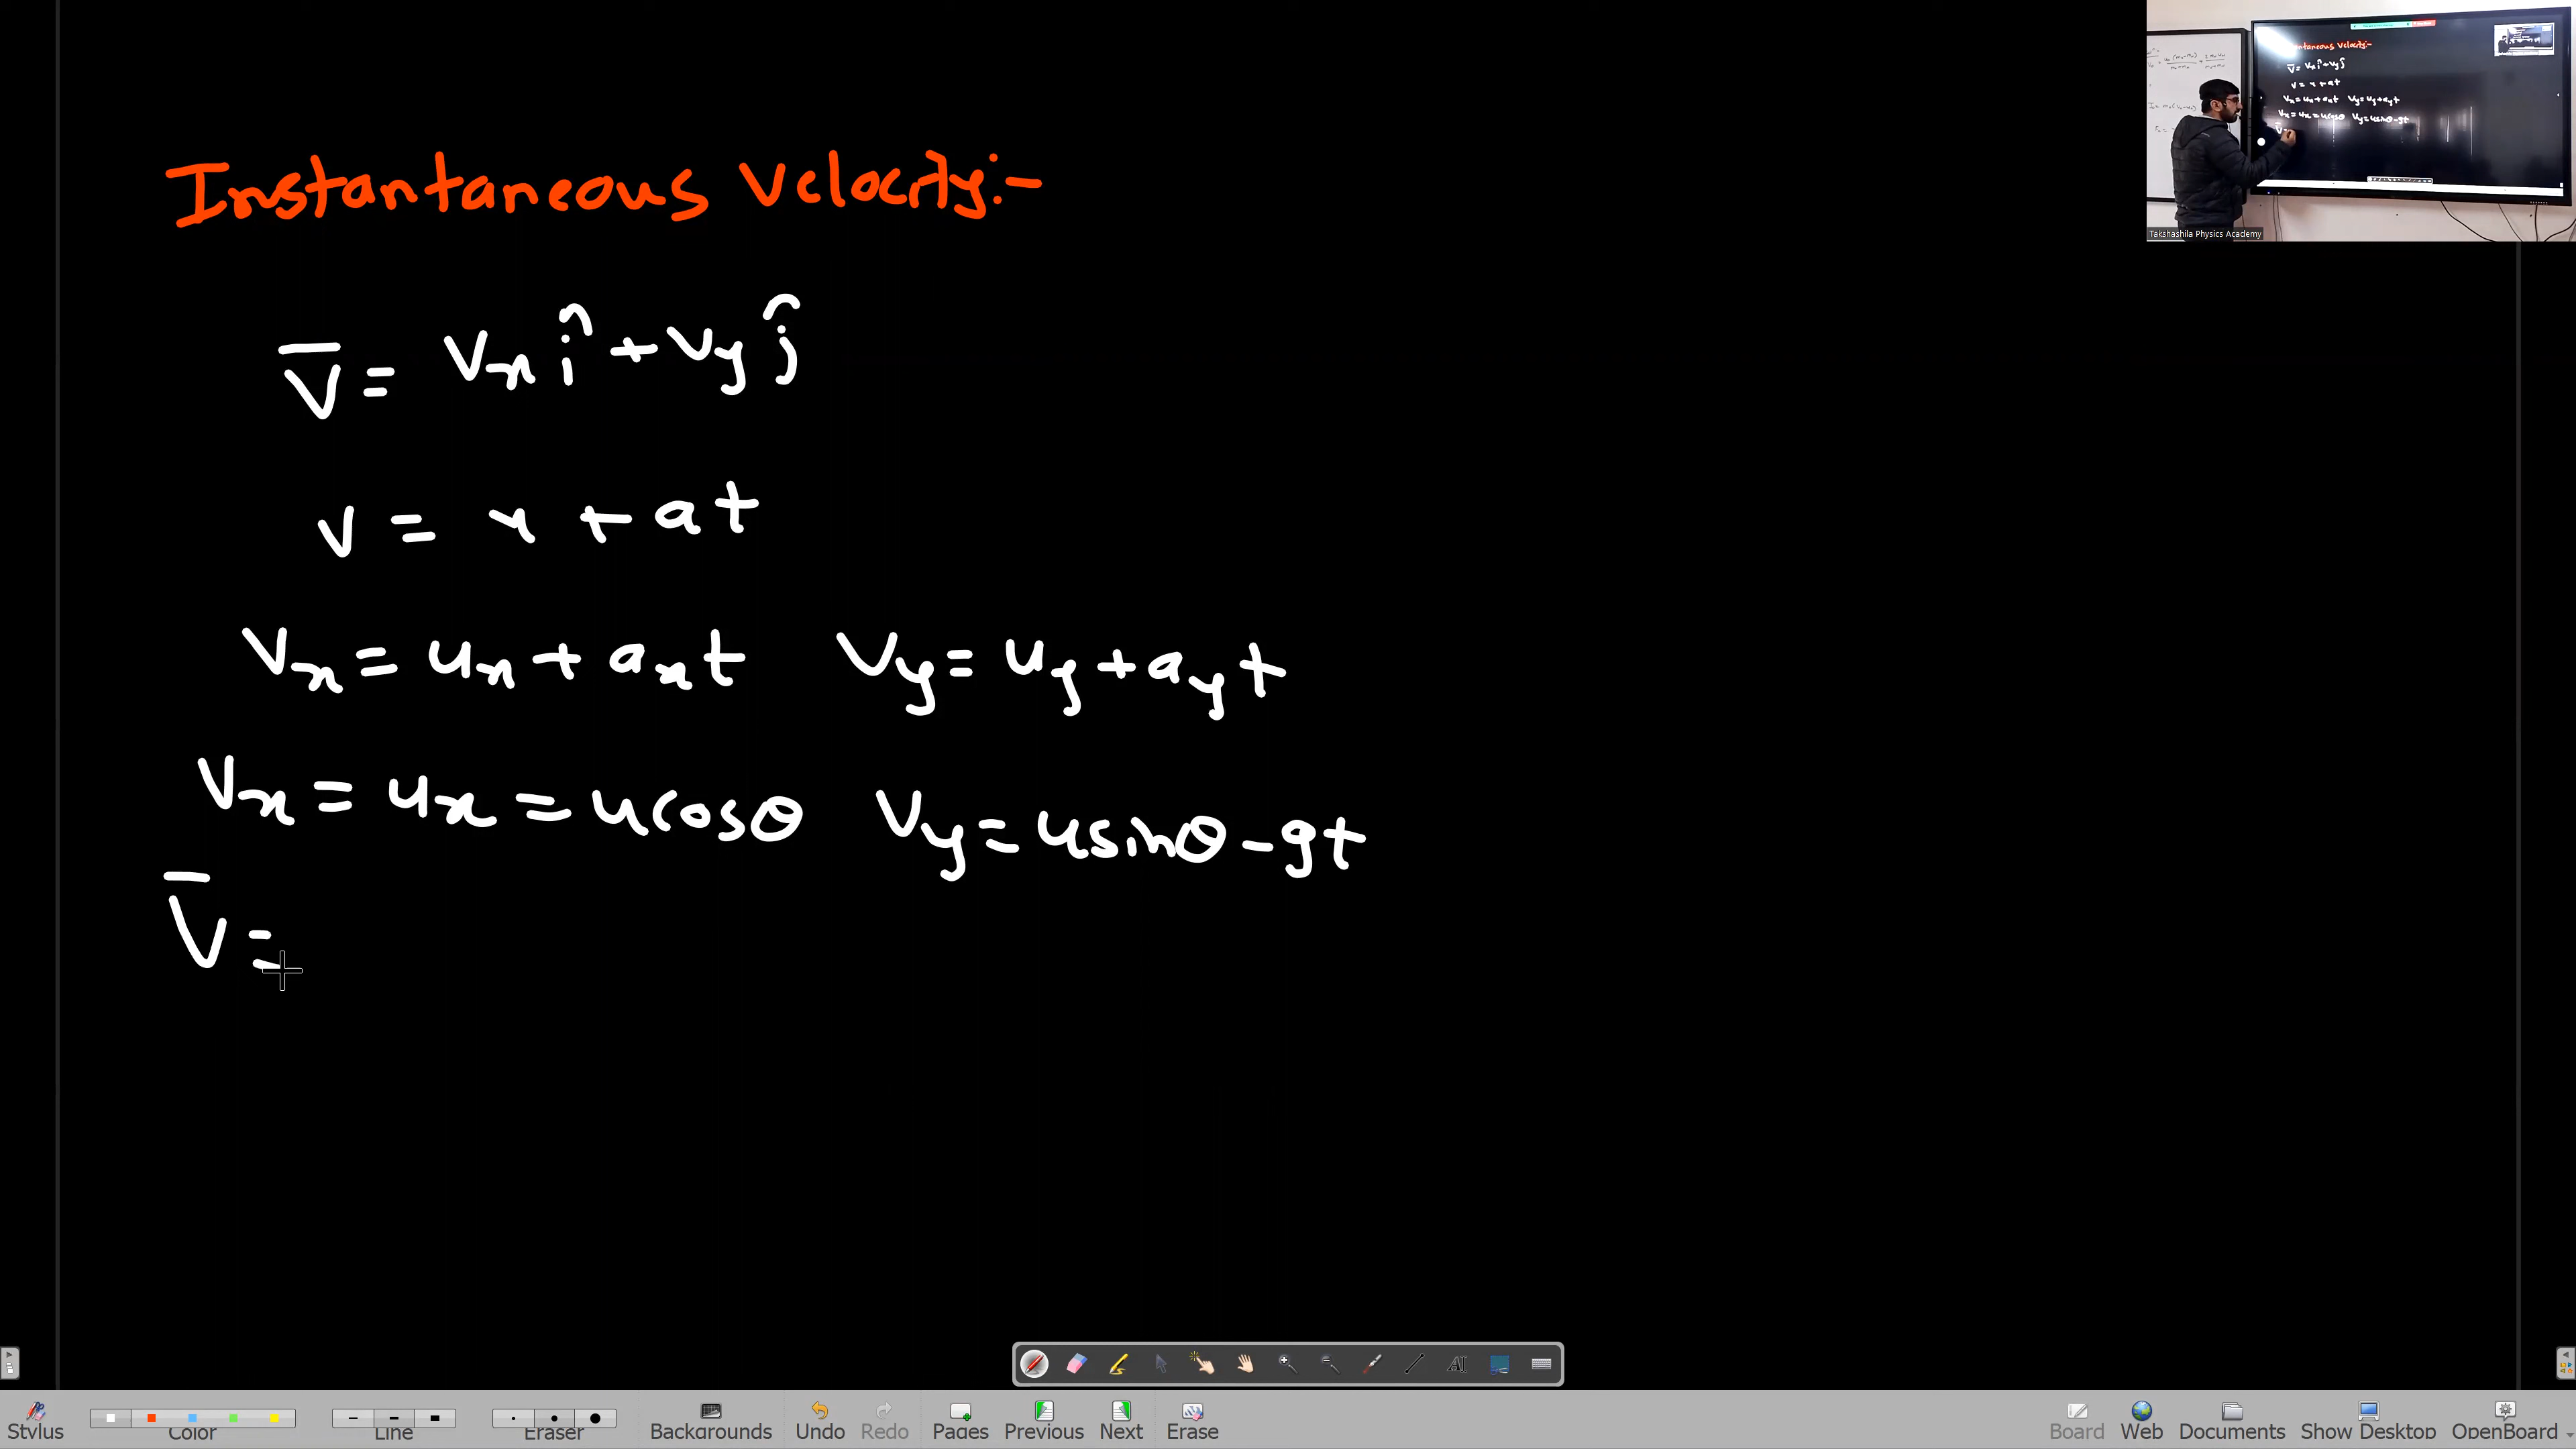 Instantaneous Velocity:-
V̅ = Vx î + Vy ĵ
v = u + at
Vx = ux + axt Vy = uy + ayt
Vx = ux = ucosθ Vy = usinθ - gt
V̅ =
Takshashila Physics Academy
Stylus Color Line Eraser Backgrounds Undo Redo Pages Previous Next Erase Board Web Documents Show Desktop OpenBoard